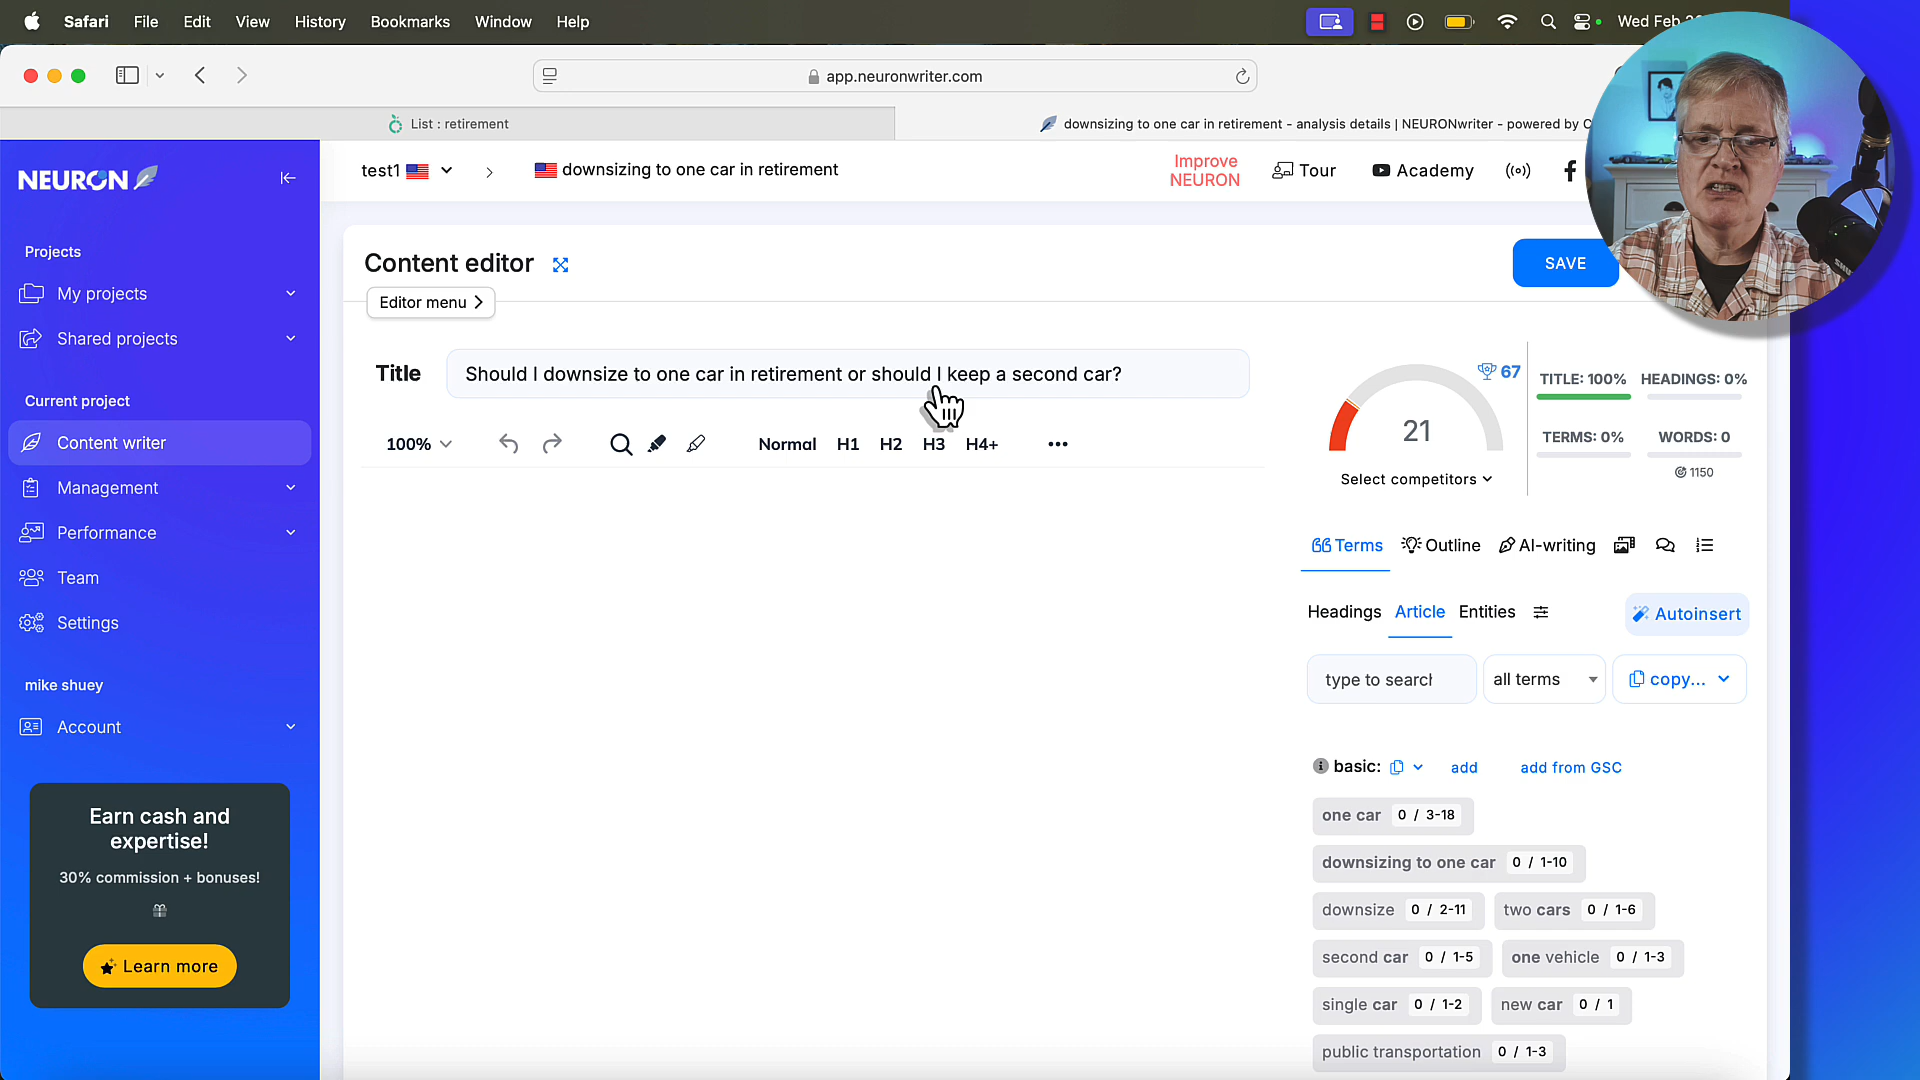 Safari File Edit View History Bookmarks Window Help
Wed Feb
app.neuronwriter.com
List : retirement
downsizing to one car in retirement - analysis details | NEURONwriter - powered by C
NEURON
test1
downsizing to one car in retirement
Improve
NEURON
Tour
Academy
Projects
My projects
Shared projects
Current project
Content writer
Management
Performance
Team
Settings
mike shuey
Account
Earn cash and
expertise!
30% commission + bonuses!
Learn more
Content editor
SAVE
Editor menu
Title
Should I downsize to one car in retirement or should I keep a second car?
100%
Normal H1 H2 H3 H4+
67
21
Select competitors
TITLE: 100% HEADINGS: 0%
TERMS: 0% WORDS: 0
1150
Terms Outline AI-writing
Headings Article Entities
Autoinsert
type to search
all terms
copy...
basic:
add
add from GSC
one car 0 / 3-18
downsizing to one car 0 / 1-10
downsize 0 / 2-11
two cars 0 / 1-6
second car 0 / 1-5
one vehicle 0 / 1-3
single car 0 / 1-2
new car 0 / 1
public transportation 0 / 1-3